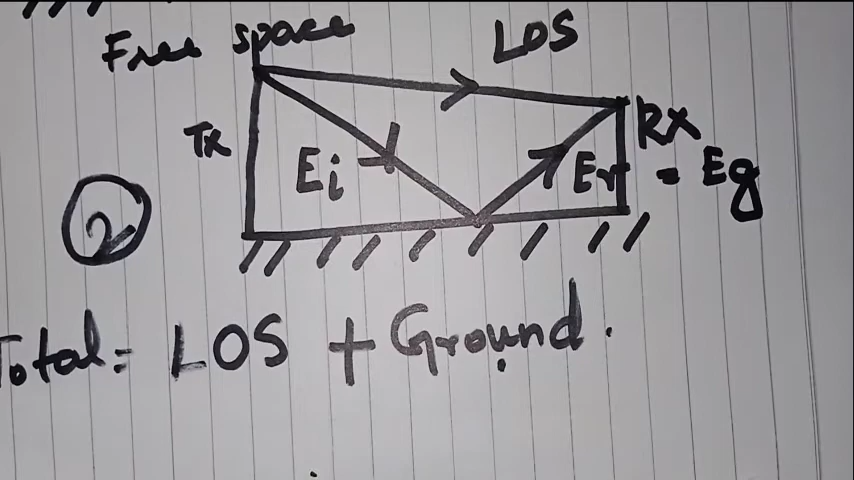 Free space
LOS
Tx
RX
Ei
Er = Eg
2
Total = LOS + Ground.